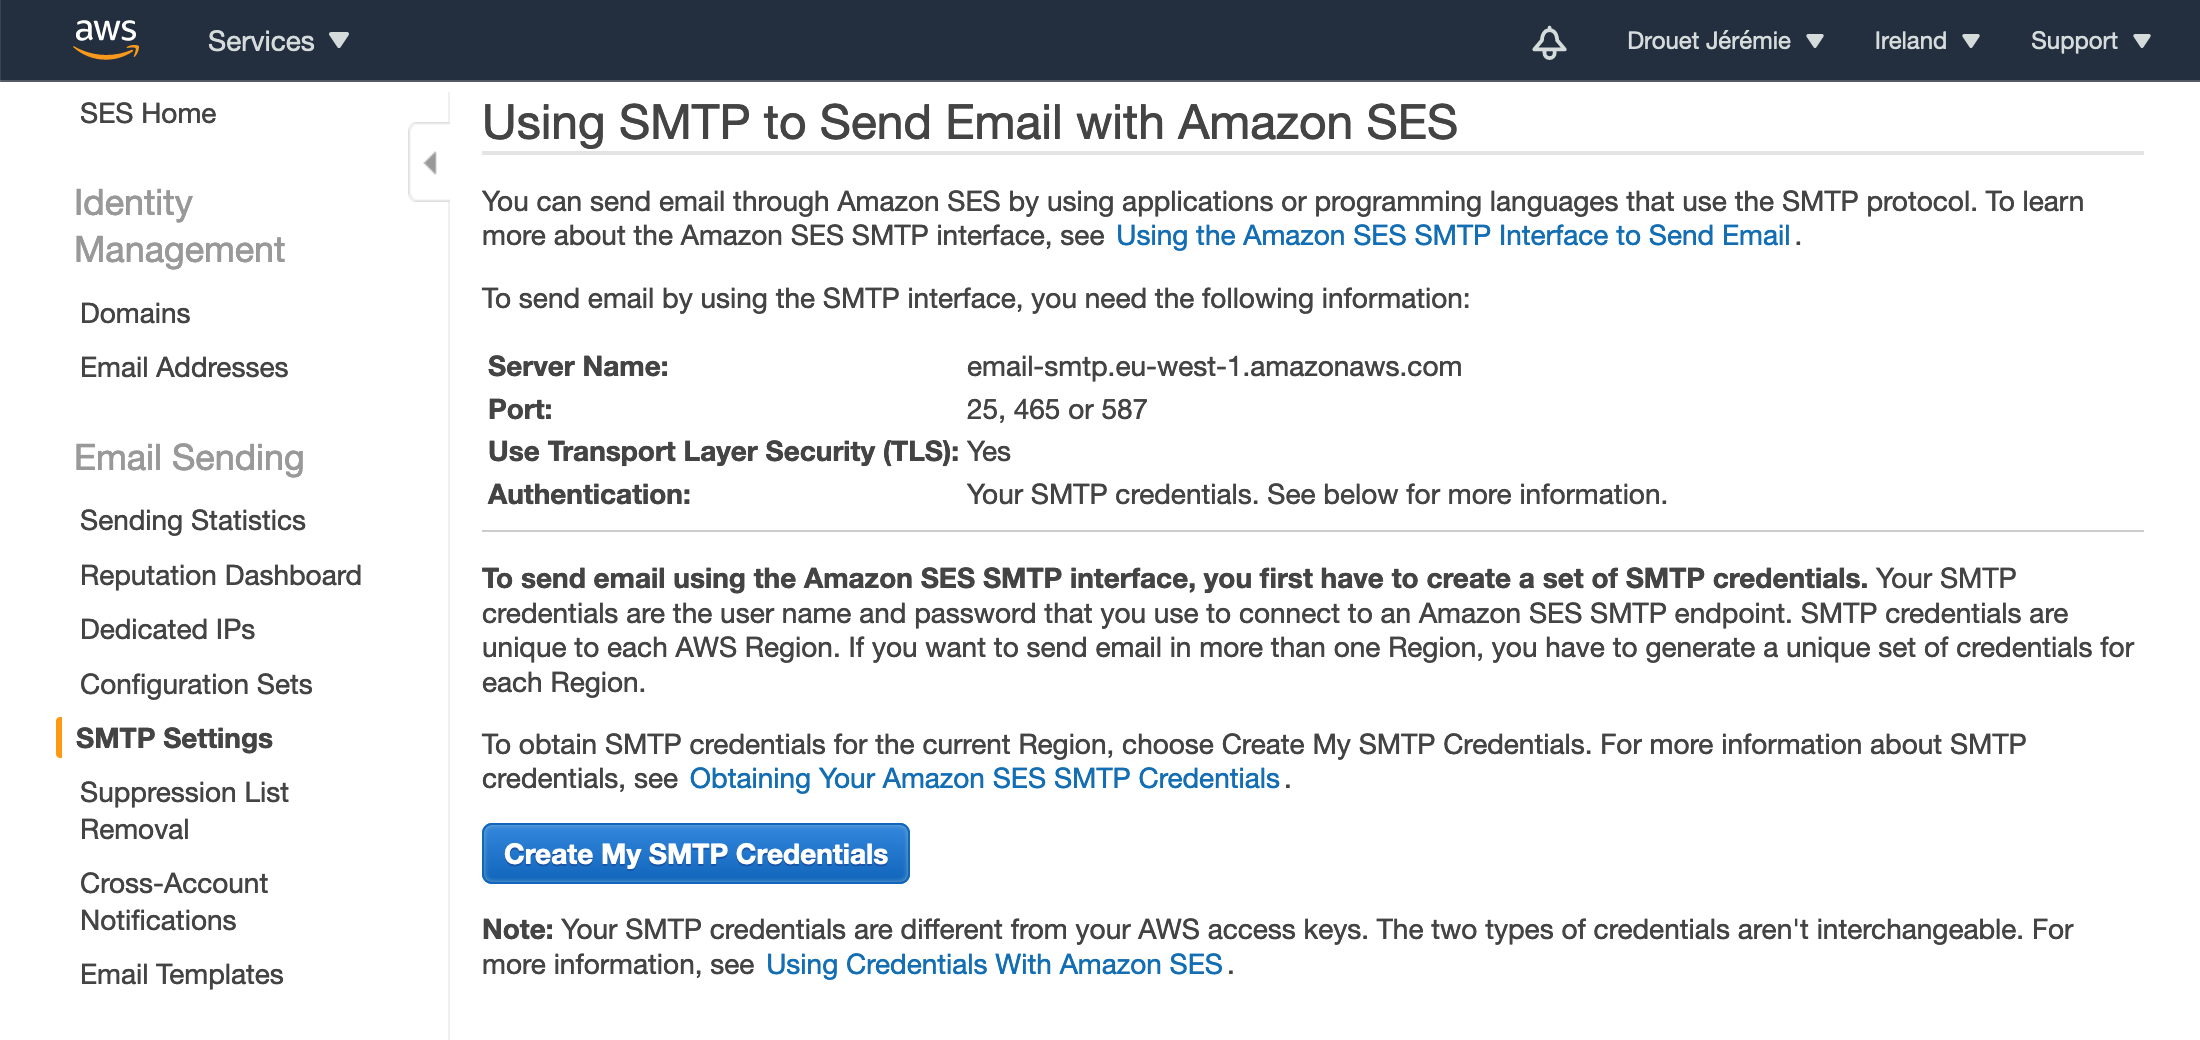 aws Services Drouet Jérémie Ireland Support
SES Home
Identity
Management
Domains
Email Addresses
Email Sending
Sending Statistics
Reputation Dashboard
Dedicated IPs
Configuration Sets
SMTP Settings
Suppression List
Removal
Cross-Account
Notifications
Email Templates
Using SMTP to Send Email with Amazon SES
You can send email through Amazon SES by using applications or programming languages that use the SMTP protocol. To learn
more about the Amazon SES SMTP interface, see Using the Amazon SES SMTP Interface to Send Email.
To send email by using the SMTP interface, you need the following information:
Server Name: email-smtp.eu-west-1.amazonaws.com
Port: 25, 465 or 587
Use Transport Layer Security (TLS): Yes
Authentication: Your SMTP credentials. See below for more information.
To send email using the Amazon SES SMTP interface, you first have to create a set of SMTP credentials. Your SMTP
credentials are the user name and password that you use to connect to an Amazon SES SMTP endpoint. SMTP credentials are
unique to each AWS Region. If you want to send email in more than one Region, you have to generate a unique set of credentials for
each Region.
To obtain SMTP credentials for the current Region, choose Create My SMTP Credentials. For more information about SMTP
credentials, see Obtaining Your Amazon SES SMTP Credentials.
Create My SMTP Credentials
Note: Your SMTP credentials are different from your AWS access keys. The two types of credentials aren't interchangeable. For
more information, see Using Credentials With Amazon SES.